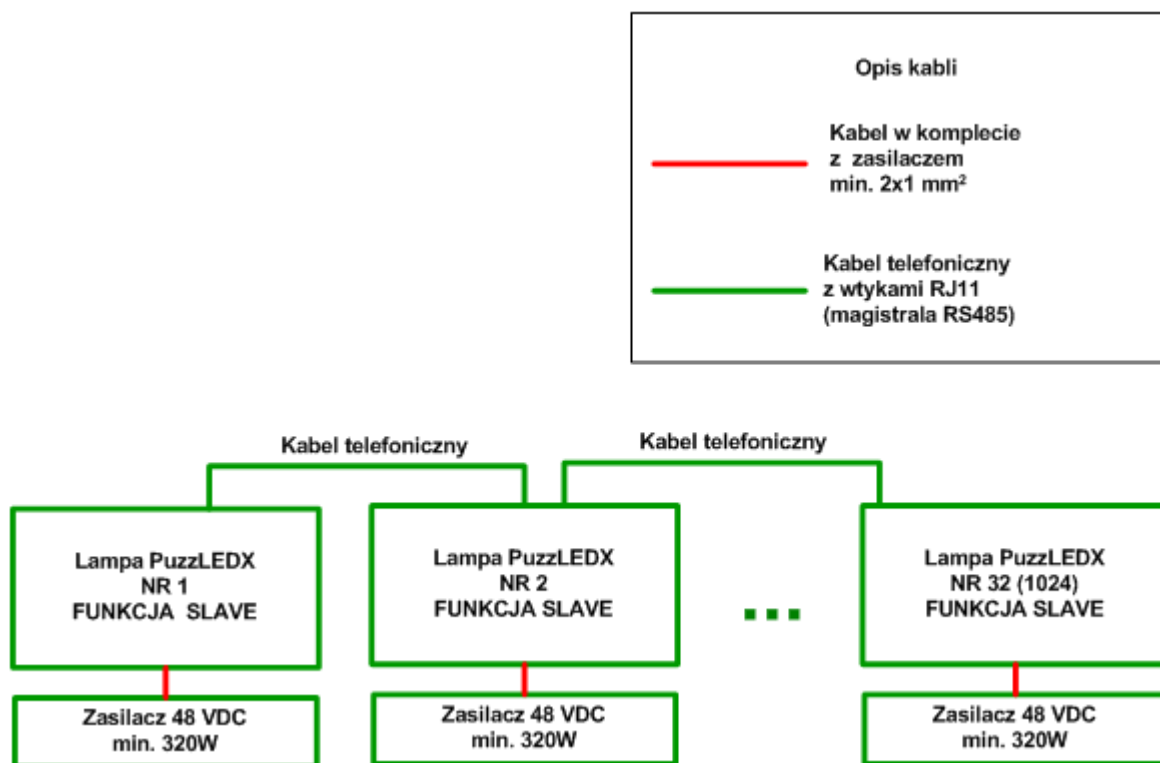 Opis kabli
Kabel w komplecie
z zasilaczem
min. 2x1 mm²
Kabel telefoniczny
z wtykami RJ11
(magistrala RS485)
Kabel telefoniczny
Kabel telefoniczny
Lampa PuzzLEDX
NR 1
FUNKCJA SLAVE
Lampa PuzzLEDX
NR 2
FUNKCJA SLAVE
...
Lampa PuzzLEDX
NR 32 (1024)
FUNKCJA SLAVE
Zasilacz 48 VDC
min. 320W
Zasilacz 48 VDC
min. 320W
Zasilacz 48 VDC
min. 320W